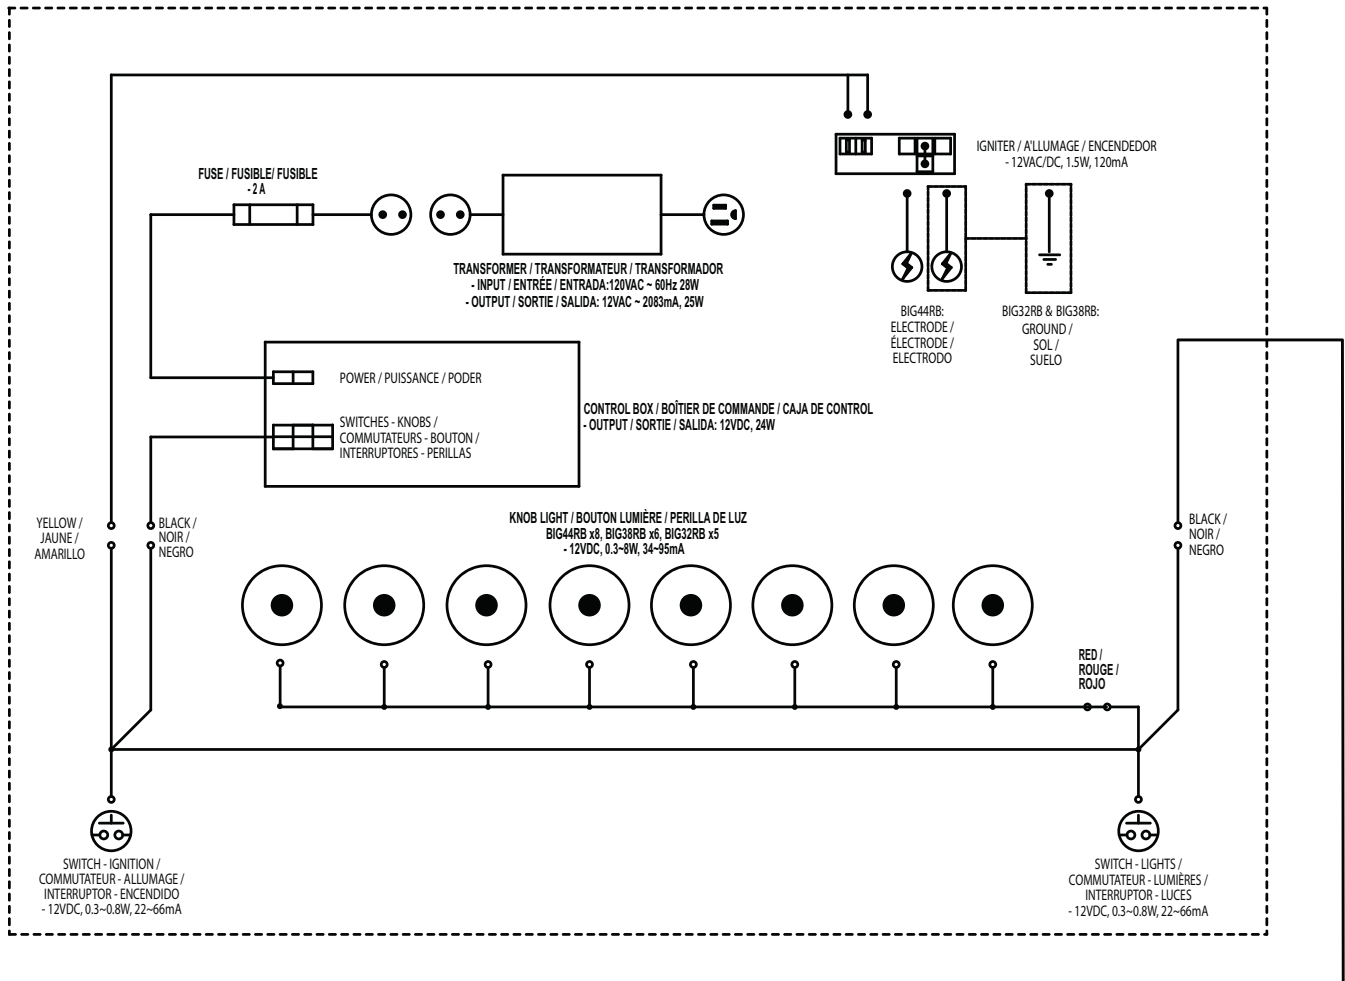 FUSE / FUSIBLE/ FUSIBLE
- 2 A
IGNITER / A'LLUMAGE / ENCENDEDOR
- 12VAC/DC, 1.5W, 120mA
TRANSFORMER / TRANSFORMATEUR / TRANSFORMADOR
- INPUT / ENTRÉE / ENTRADA:120VAC ~ 60Hz 28W
- OUTPUT / SORTIE / SALIDA: 12VAC ~ 2083mA, 25W
BIG44RB:
ELECTRODE /
ÉLECTRODE /
ELECTRODO
BIG32RB & BIG38RB:
GROUND /
SOL /
SUELO
POWER / PUISSANCE / PODER
SWITCHES - KNOBS /
COMMUTATEURS - BOUTON /
INTERRUPTORES - PERILLAS
CONTROL BOX / BOÎTIER DE COMMANDE / CAJA DE CONTROL
- OUTPUT / SORTIE / SALIDA: 12VDC, 24W
YELLOW /
JAUNE /
AMARILLO
BLACK /
NOIR /
NEGRO
KNOB LIGHT / BOUTON LUMIÈRE / PERILLA DE LUZ
BIG44RB x8, BIG38RB x6, BIG32RB x5
- 12VDC, 0.3~8W, 34~95mA
BLACK /
NOIR /
NEGRO
RED /
ROUGE /
ROJO
SWITCH - IGNITION /
COMMUTATEUR - ALLUMAGE /
INTERRUPTOR - ENCENDIDO
- 12VDC, 0.3~0.8W, 22~66mA
SWITCH - LIGHTS /
COMMUTATEUR - LUMIÈRES /
INTERRUPTOR - LUCES
- 12VDC, 0.3~0.8W, 22~66mA